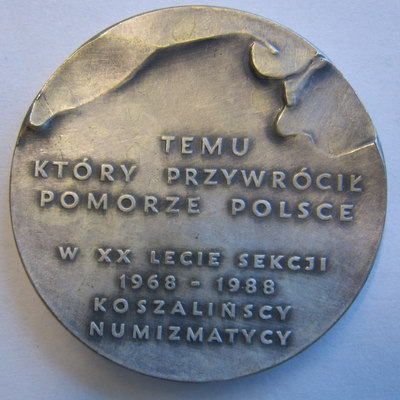 TEMU
KTÓRY PRZYWRÓCIŁ
POMORZE POLSCE
W XX LECIE SEKCJI
1968 - 1988
KOSZALIŃSCY
NUMIZMATYCY